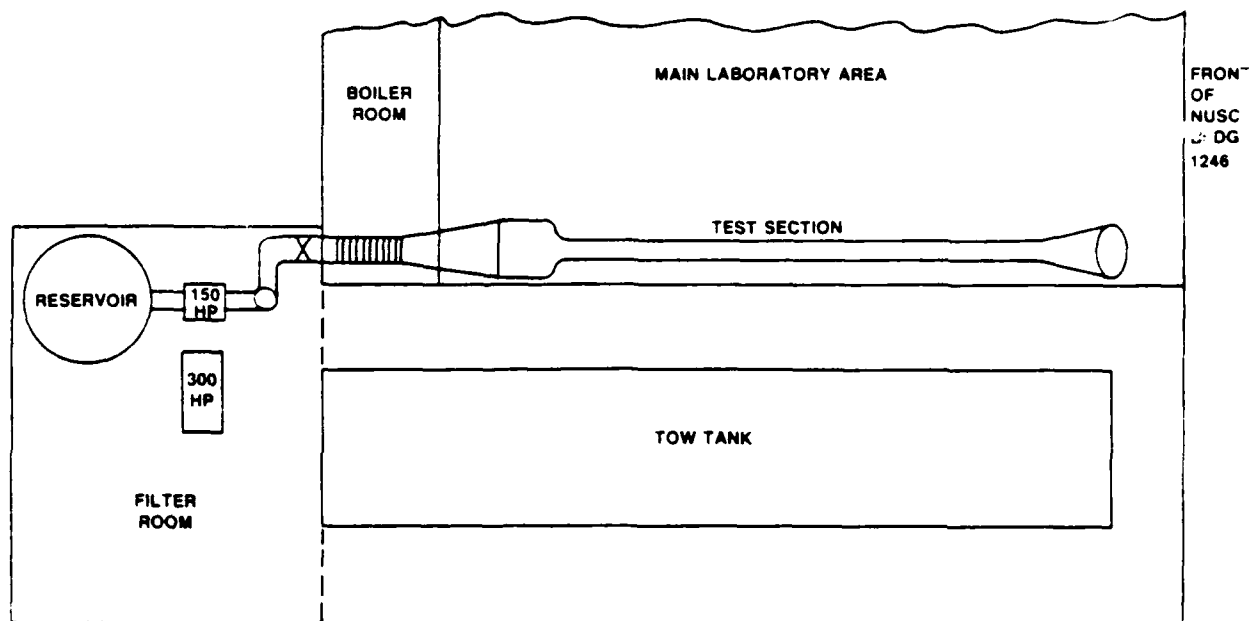 BOILER
ROOM
MAIN LABORATORY AREA
FRONT
OF
NUSC
DG
1246
TEST SECTION
RESERVOIR
150
HP
300
HP
TOW TANK
FILTER
ROOM